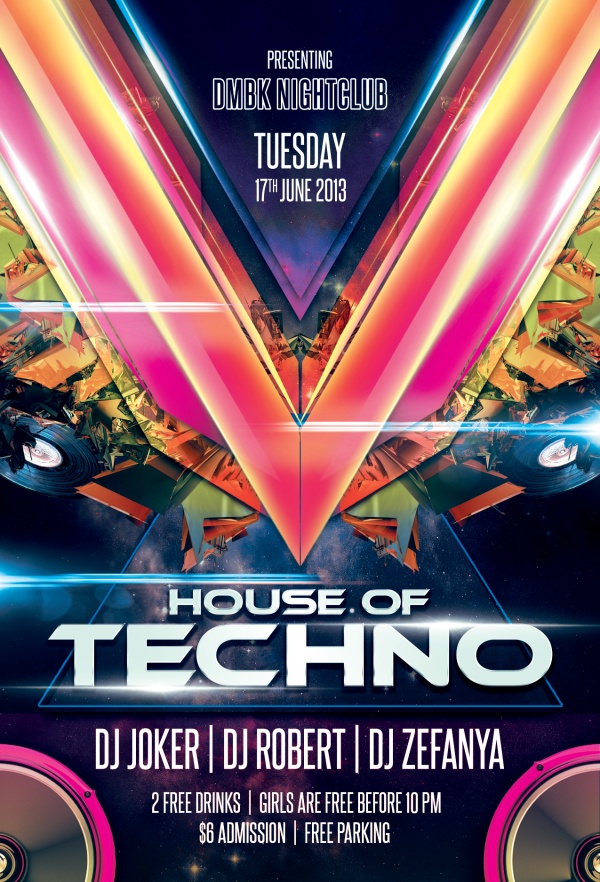 PRESENTING
DMBK NIGHTCLUB
TUESDAY
17TH JUNE 2013
HOUSE OF
TECHNO
DJ JOKER | DJ ROBERT | DJ ZEFANYA
2 FREE DRINKS | GIRLS ARE FREE BEFORE 10 PM
$6 ADMISSION | FREE PARKING